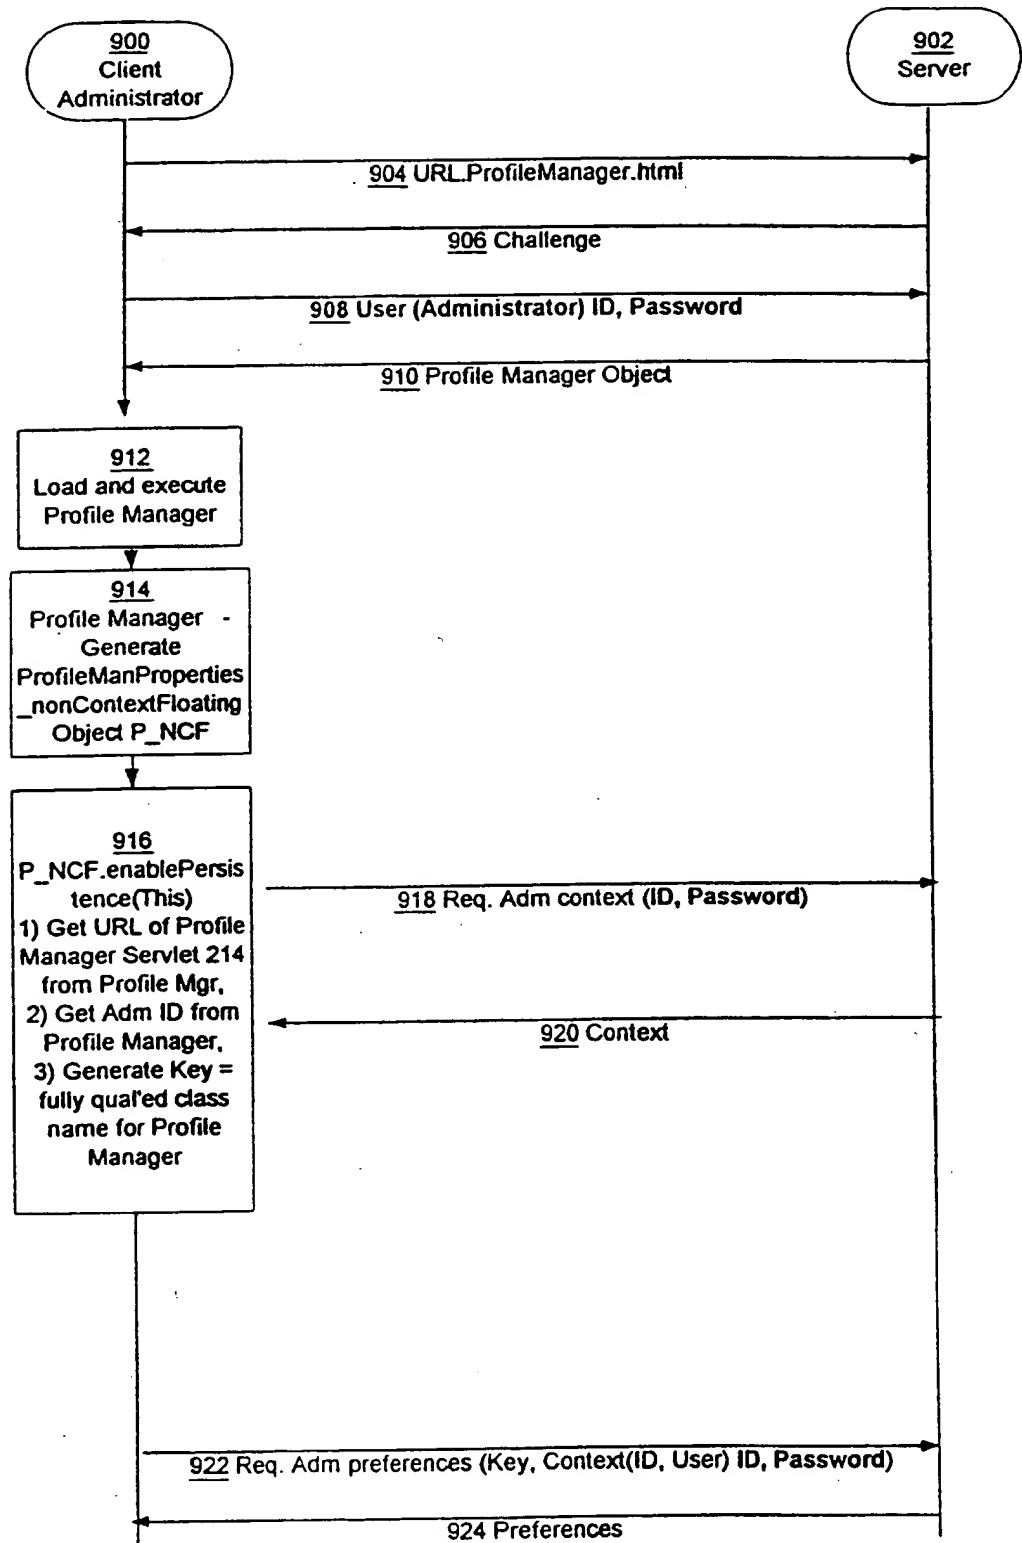 900
Client
Administrator
902
Server
904 URL.ProfileManager.html
906 Challenge
908 User (Administrator) ID, Password
910 Profile Manager Object
912
Load and execute
Profile Manager
914
Profile Manager -
Generate
ProfileManProperties
_nonContextFloating
Object P_NCF
916
P_NCF.enablePersis
tence(This)
1) Get URL of Profile
Manager Servlet 214
from Profile Mgr,
2) Get Adm ID from
Profile Manager,
3) Generate Key =
fully qual'ed class
name for Profile
Manager
918 Req. Adm context (ID, Password)
920 Context
922 Req. Adm preferences (Key, Context(ID, User) ID, Password)
924 Preferences